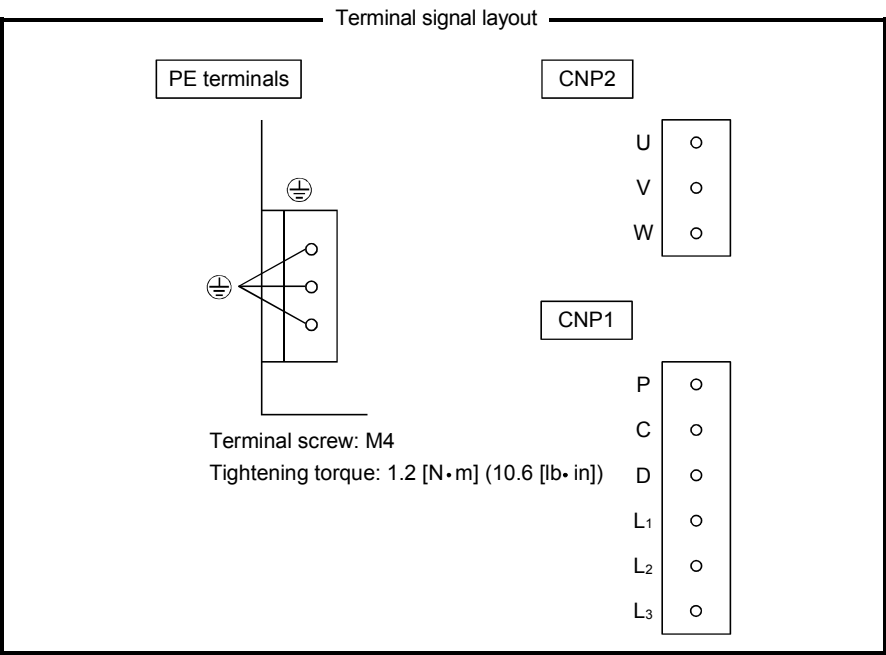 Terminal signal layout
PE terminals
Terminal screw: M4
Tightening torque: 1.2 [N•m] (10.6 [lb• in])
CNP2
U
V
W
CNP1
P
C
D
L1
L2
L3